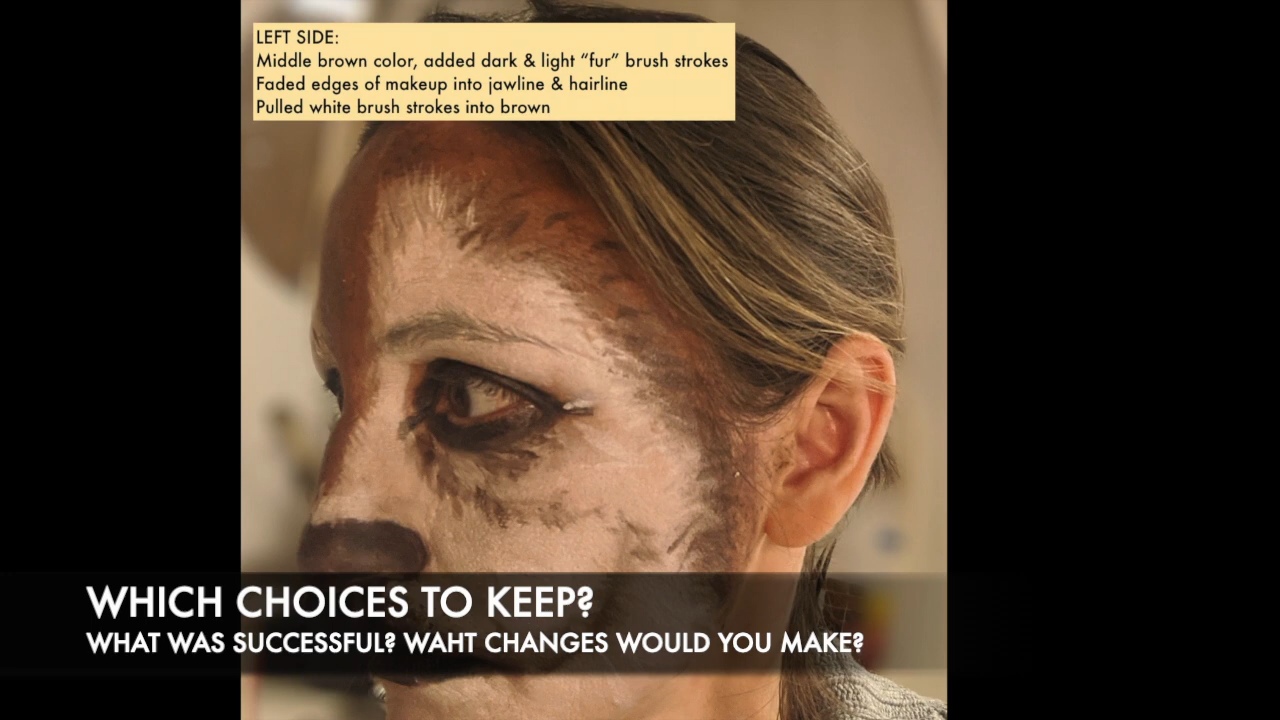 LEFT SIDE:
Middle brown color, added dark & light “fur” brush strokes
Faded edges of makeup into jawline & hairline
Pulled white brush strokes into brown
WHICH CHOICES TO KEEP?
WHAT WAS SUCCESSFUL? WAHT CHANGES WOULD YOU MAKE?